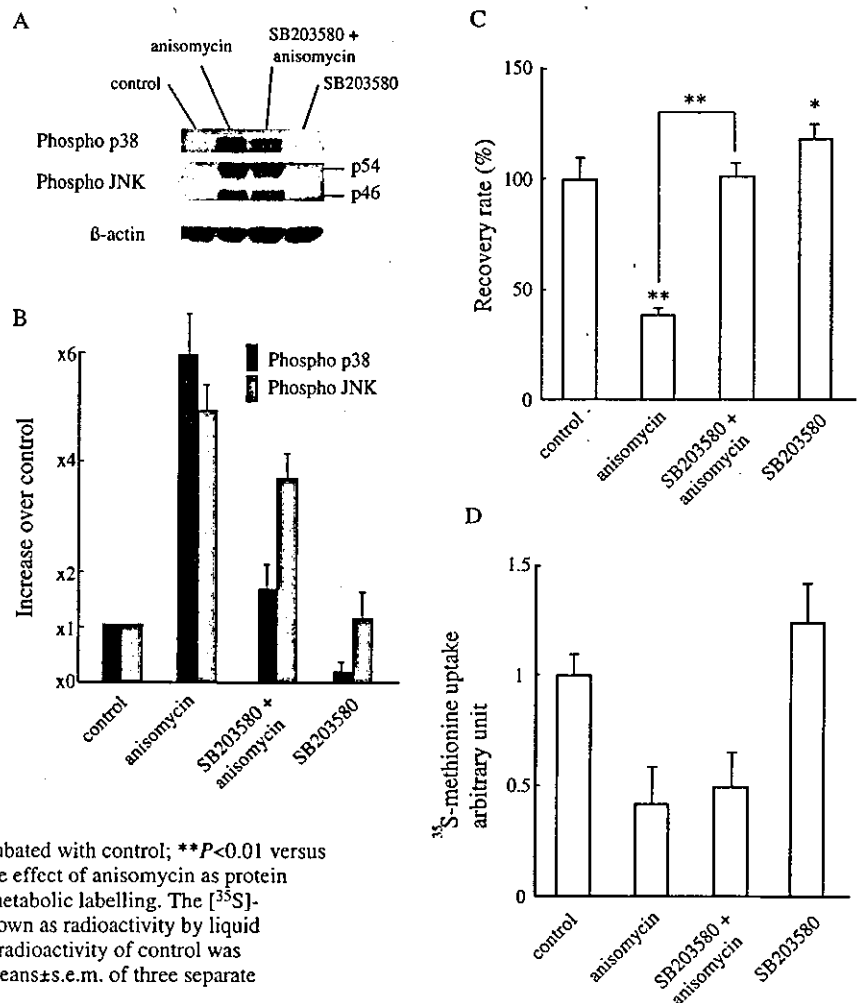 A
anisomycin
SB203580 +
anisomycin
control
SB203580
Phospho p38
Phospho JNK
p54
p46
ß-actin
B
Increase over control
x6
x4
x2
x1
x0
Phospho p38
Phospho JNK
control
anisomycin
SB203580 +
anisomycin
SB203580
C
Recovery rate (%)
150
100
50
0
**
**
*
control
anisomycin
SB203580 +
anisomycin
SB203580
D
35S-methionine uptake
arbitrary unit
1.5
1
0.5
0
control
anisomycin
SB203580 +
anisomycin
SB203580
ubated with control; **P<0.01 versus
e effect of anisomycin as protein
netabolic labelling. The [35S]-
own as radioactivity by liquid
radioactivity of control was
eans±s.e.m. of three separate